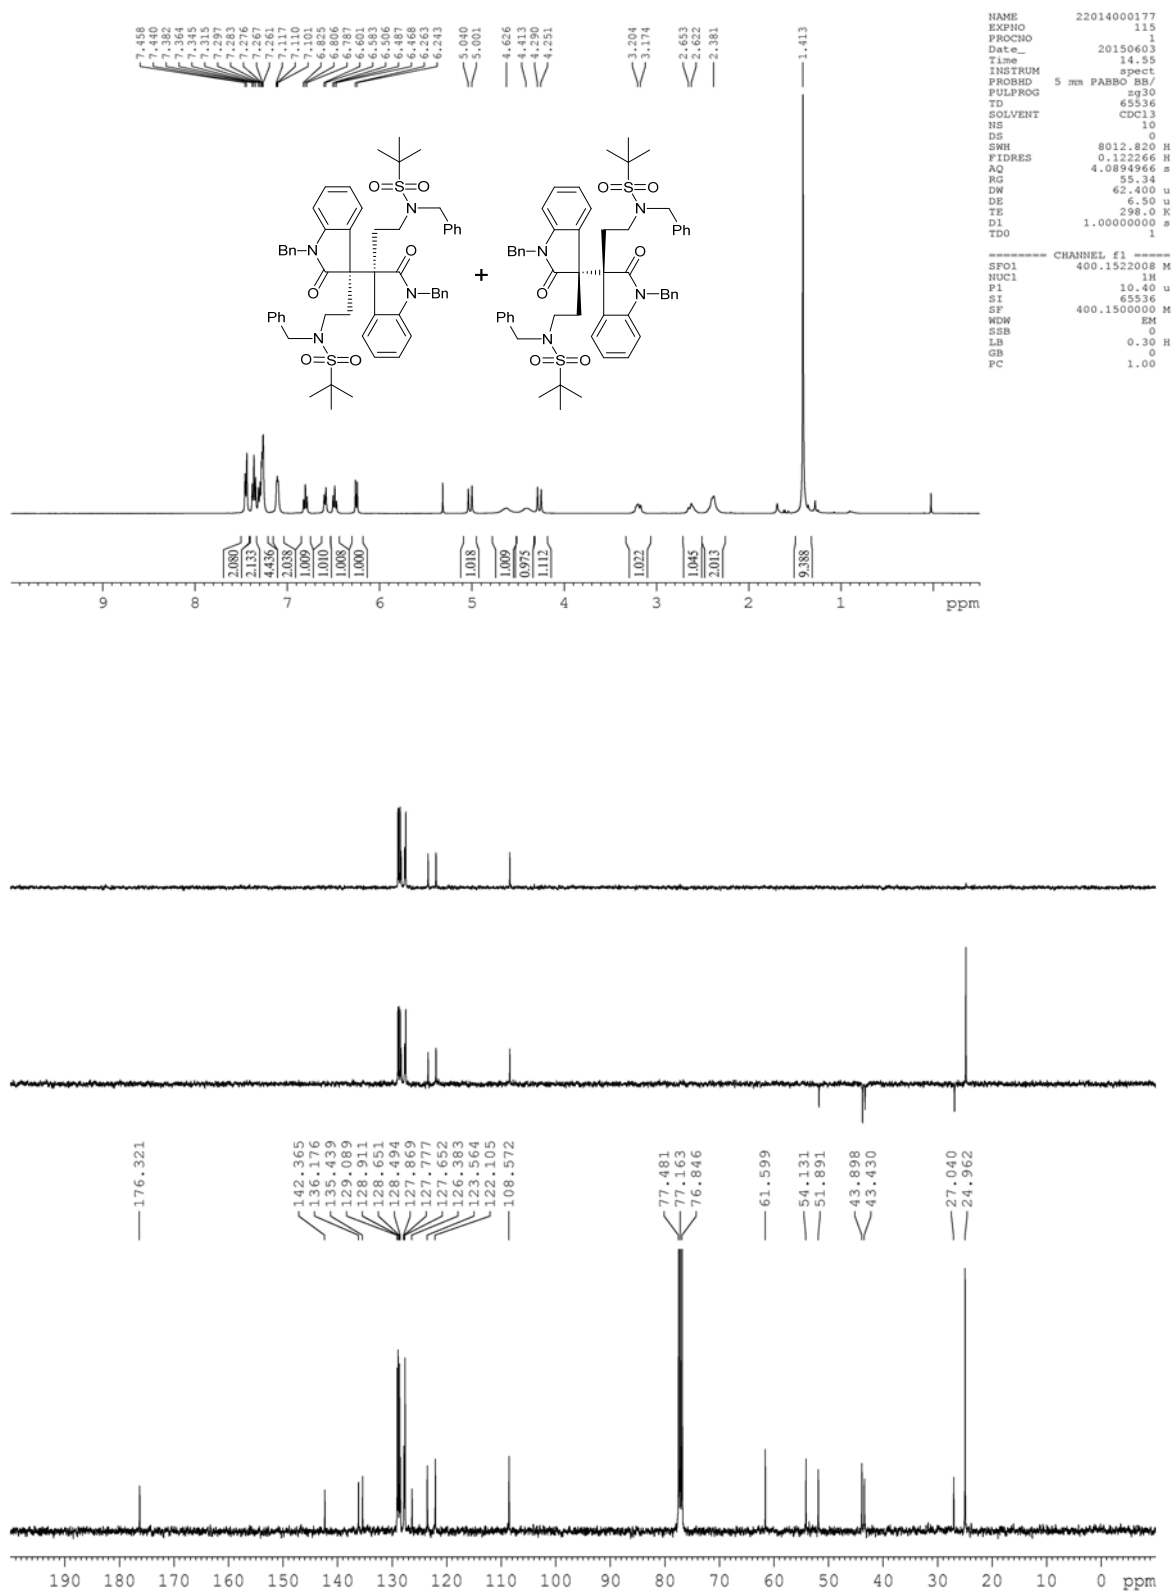 7.458
7.440
7.382
7.364
7.345
7.315
7.297
7.283
7.276
7.267
7.261
7.117
7.110
7.101
6.825
6.806
6.787
6.601
6.583
6.506
6.487
6.468
6.263
6.243
5.040
5.001
4.626
4.413
4.290
4.251
3.204
3.174
2.653
2.622
2.381
1.413
NAME 22014000177
EXPNO 115
PROCNO 1
Date_ 20150603
Time 14.55
INSTRUM spect
PROBHD 5 mm PABBO BB/
PULPROG zg30
TD 65536
SOLVENT CDCl3
NS 10
DS 0
SWH 8012.820 H
FIDRES 0.122266 H
AQ 4.0894966 s
RG 55.34
DW 62.400 u
DE 6.50 u
TE 298.0 K
D1 1.00000000 s
TD0 1
======== CHANNEL f1 =====
SFO1 400.1522008 M
NUC1 1H
P1 10.40 u
SI 65536
SF 400.1500000 M
WDW EM
SSB 0
LB 0.30 H
GB 0
PC 1.00
O=S=O
N
Ph
Bn
N
O
O
N
Bn
Ph
N
O=S=O
+
O=S=O
N
Ph
Bn
N
O
O
N
Bn
Ph
N
O=S=O
2.080
2.133
4.436
2.038
1.009
1.010
1.008
1.000
1.018
1.009
0.975
1.112
1.022
1.045
2.013
9.388
9 8 7 6 5 4 3 2 1 ppm
176.321
142.365
136.176
135.439
129.089
128.911
128.651
128.494
127.869
127.777
127.652
126.383
123.564
122.105
108.572
77.481
77.163
76.846
61.599
54.131
51.891
43.898
43.430
27.040
24.962
190 180 170 160 150 140 130 120 110 100 90 80 70 60 50 40 30 20 10 0 ppm